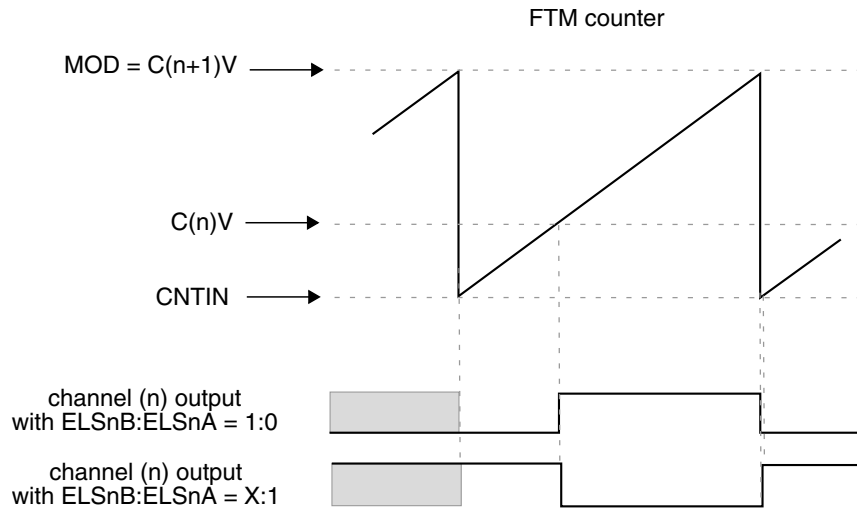 FTM counter
MOD = C(n+1)V
C(n)V
CNTIN
channel (n) output
with ELSnB:ELSnA = 1:0
channel (n) output
with ELSnB:ELSnA = X:1